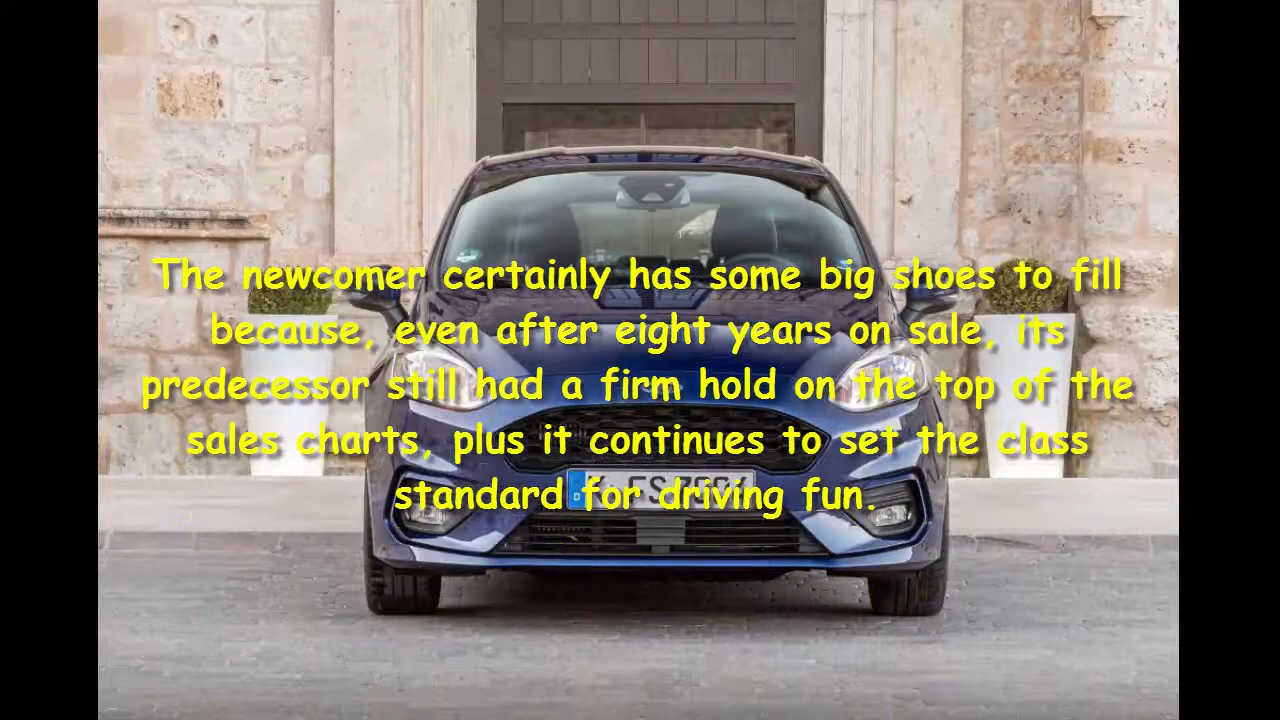 The newcomer certainly has some big shoes to fill
because, even after eight years on sale, its
predecessor still had a firm hold on the top of the
sales charts, plus it continues to set the class
standard for driving fun.